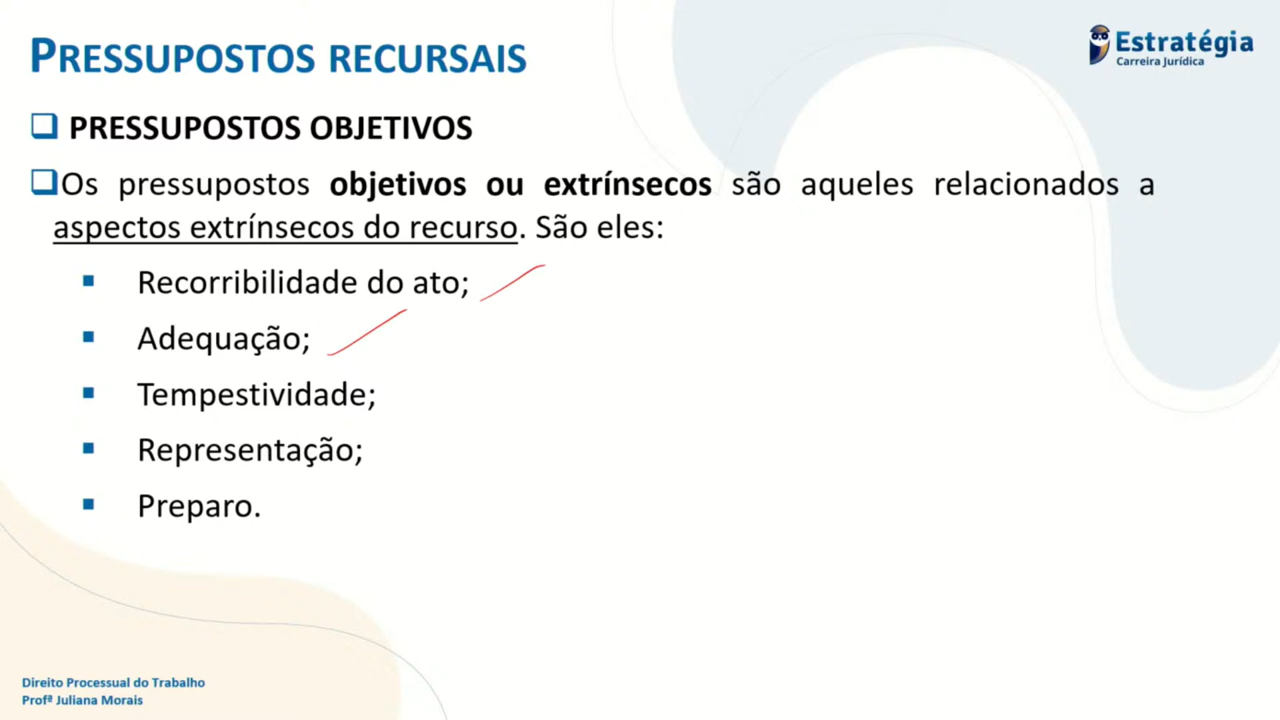 PRESSUPOSTOS RECURSAIS
Estratégia
Carreira Jurídica
PRESSUPOSTOS OBJETIVOS
Os pressupostos objetivos ou extrínsecos são aqueles relacionados a
aspectos extrínsecos do recurso. São eles:
Recorribilidade do ato;
Adequação;
Tempestividade;
Representação;
Preparo.
Direito Processual do Trabalho
Profª Juliana Morais